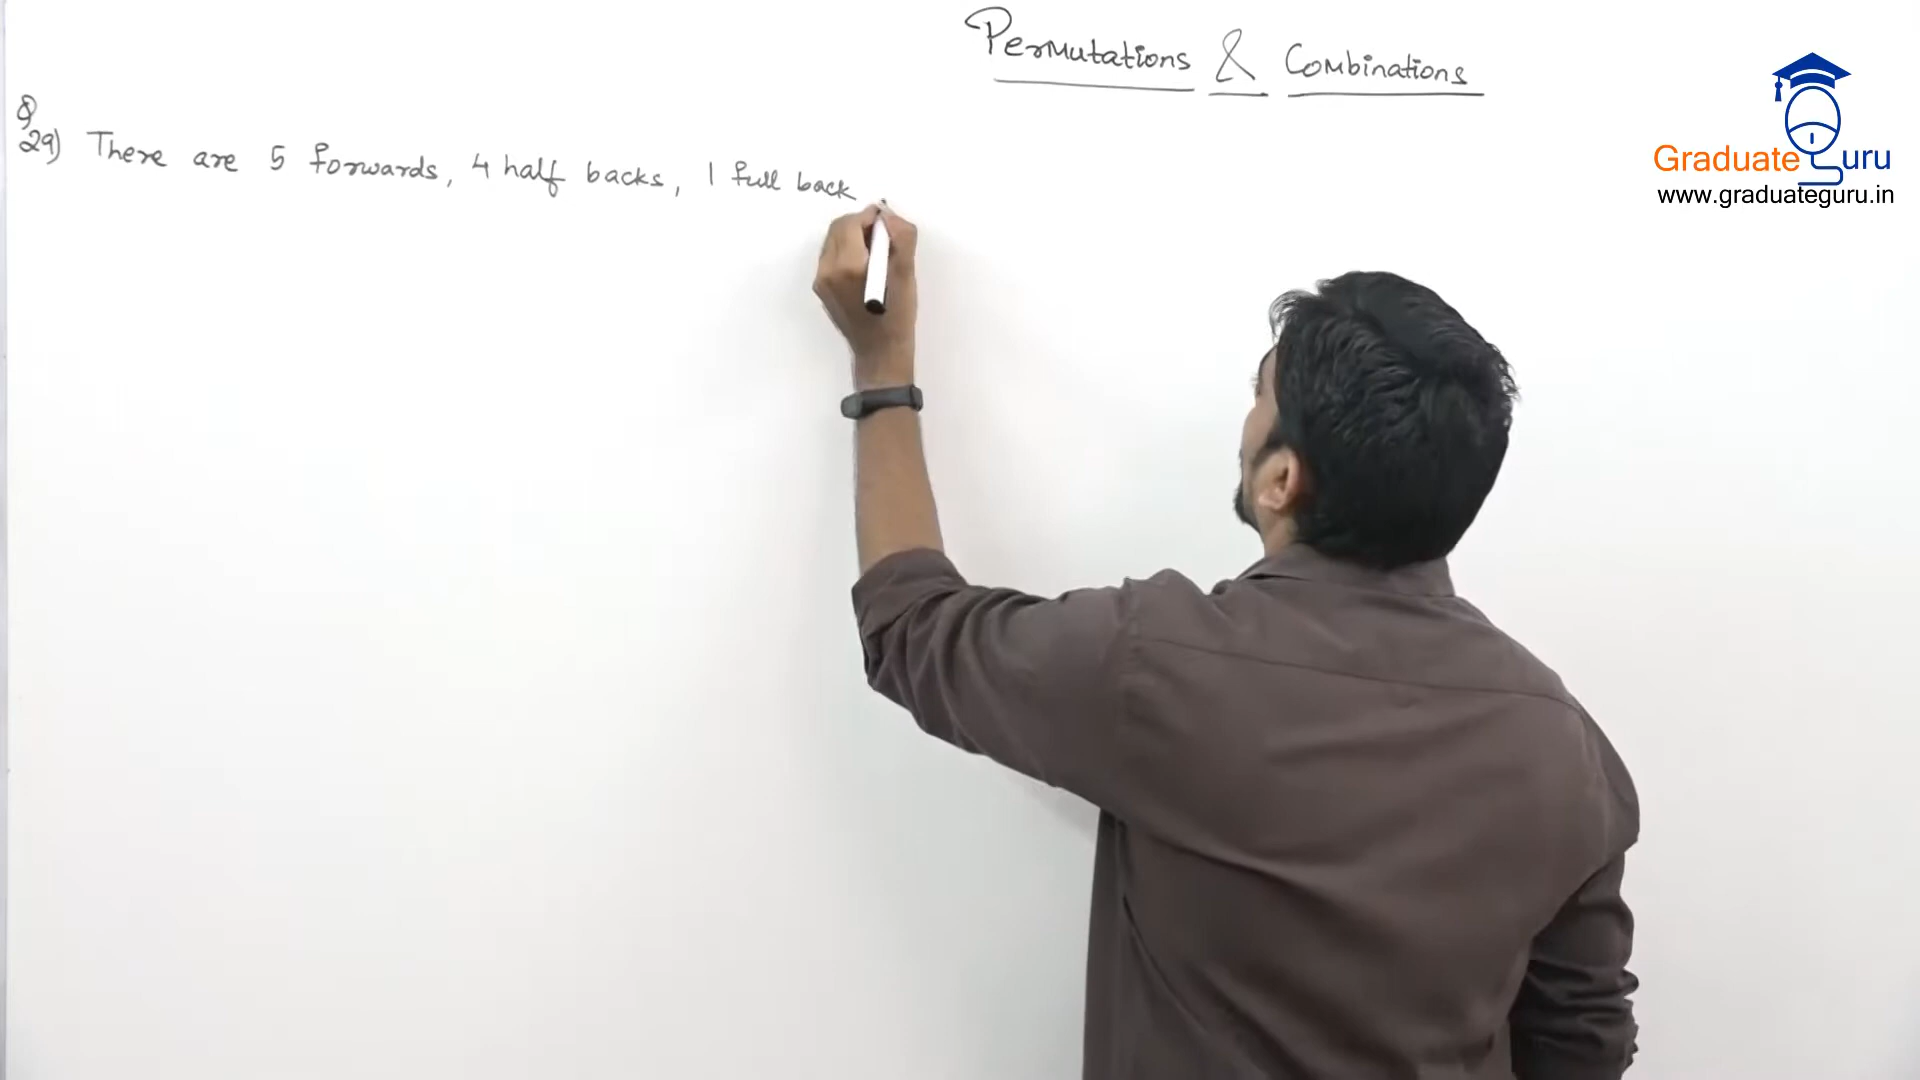 Permutations & Combinations
Q
29) There are 5 forwards, 4 half backs, 1 full back
Graduate Guru
www.graduateguru.in